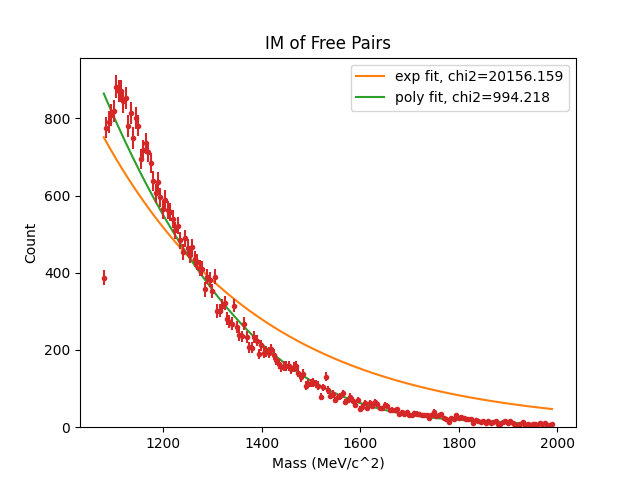 IM of Free Pairs
exp fit, chi2=20156.159
poly fit, chi2=994.218
Count
800
600
400
200
0
1200 1400 1600 1800 2000
Mass (MeV/c^2)